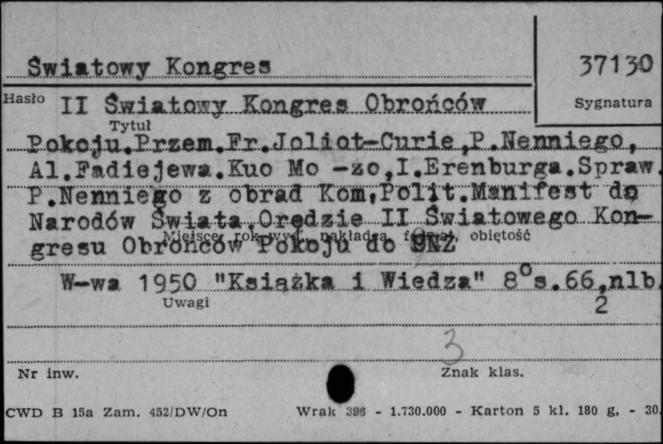 Światowy Kongres
37130
Hasło
II Światowy Kongres Obrońców
Sygnatura
Tytuł
Pokoju.Przem.Fr.Joliot-Curie,P.Nenniego,
Al.Fadiejewa.Kuo Mo -zo,I.Erenburga.Spraw.
P.Nenniego z obrad Kom,Polit.Manifest do
Narodów Świata.Orędzie II Światowego Kon-
Miejsce, rok wyd., nakładca, format, objętość
gresu Obrońców Pokoju do ONZ
W-wa 1950 "Książka i Wiedza" 8° s.66,nlb.
Uwagi
2
3
Nr inw.
Znak klas.
CWD B 15a Zam. 452/DW/On
Wrak 396 - 1.730.000 - Karton 5 kl. 180 g, - 30.